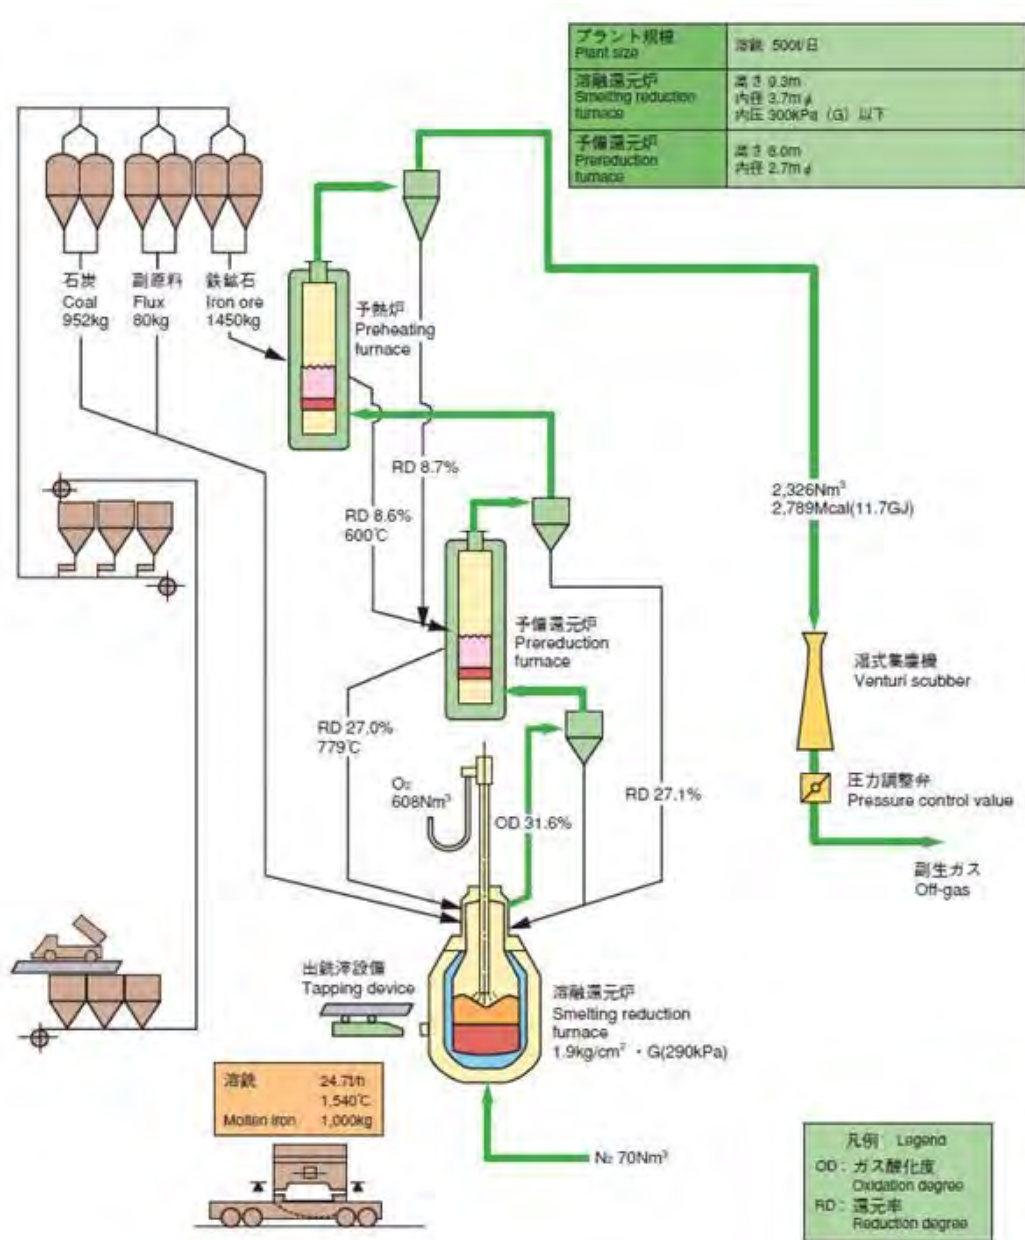 プラント規模
Plant size
溶銑 500t/日
溶融還元炉
Smelting reduction
furnace
高さ 9.3m
内径 3.7mφ
内圧 300kPa (G) 以下
予備還元炉
Prereduction
furnace
高さ 8.0m
内径 2.7mφ
石炭
Coal
952kg
副原料
Flux
80kg
鉄鉱石
Iron ore
1450kg
予熱炉
Preheating
furnace
RD 8.7%
RD 8.6%
600℃
2,326Nm³
2,789Mcal(11.7GJ)
予備還元炉
Prereduction
furnace
湿式集塵機
Venturi scubber
RD 27.0%
779℃
O₂
608Nm³
OD 31.6%
RD 27.1%
圧力調整弁
Pressure control value
副生ガス
Off-gas
出銑滓設備
Tapping device
溶融還元炉
Smelting reduction
furnace
1.9kg/cm²・G(290kPa)
溶銑 24.7t/h
1,540℃
Molten iron 1,000kg
N₂ 70Nm³
凡例 Legend
OD：ガス酸化度
Oxidation degree
RD：還元率
Reduction degree